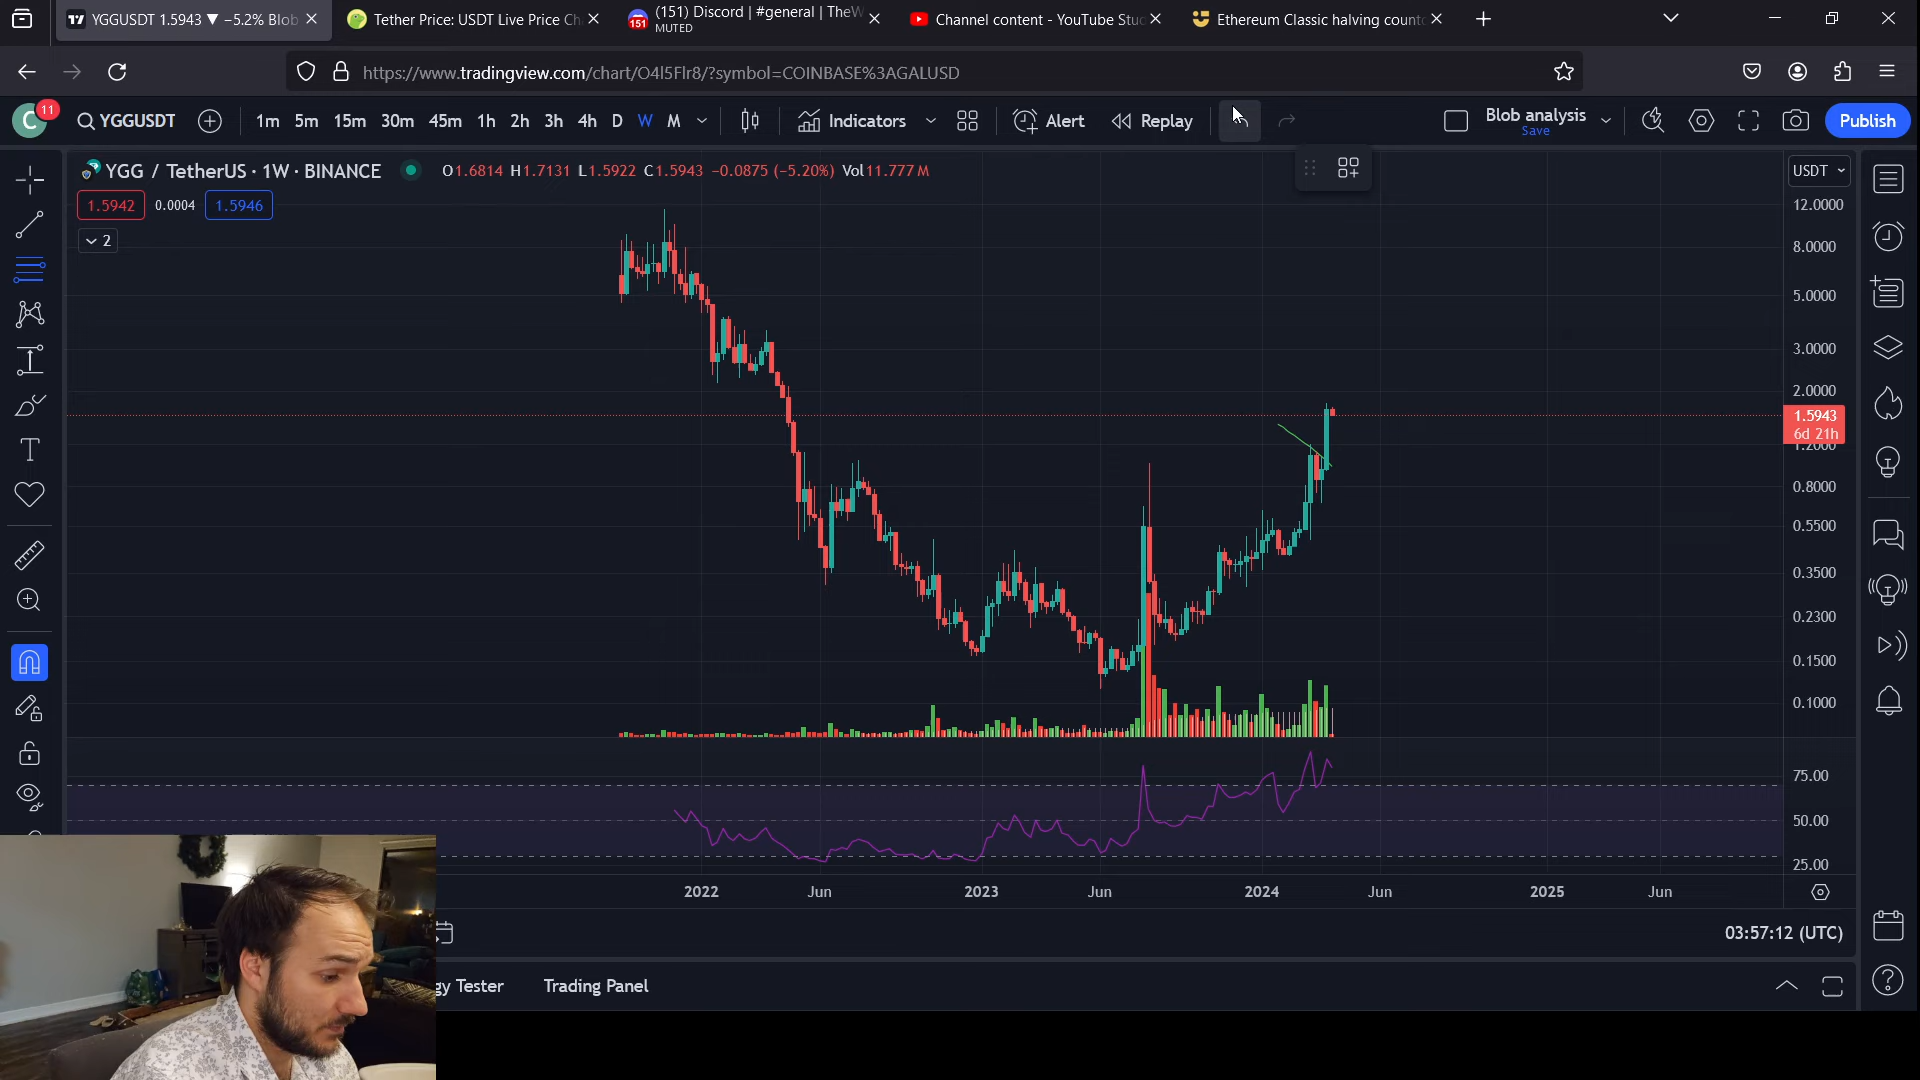 YGGUSDT 1.5943 ▼ −5.2% Blob
Tether Price: USDT Live Price Ch
151
(151) Discord | #general | TheW
MUTED
Channel content - YouTube Stud
Ethereum Classic halving count
https://www.tradingview.com/chart/O4l5Flr8/?symbol=COINBASE%3AGALUSD
C
11
YGGUSDT
1m 5m 15m 30m 45m 1h 2h 3h 4h D W M
Indicators
Alert
Replay
Blob analysis
Save
Publish
YGG / TetherUS · 1W · BINANCE
O1.6814 H1.7131 L1.5922 C1.5943 −0.0875 (−5.20%) Vol11.777 M
USDT
1.5942 0.0004 1.5946
2
12.0000
8.0000
5.0000
3.0000
2.0000
1.5943
6d 21h
1.2000
0.8000
0.5500
0.3500
0.2300
0.1500
0.1000
75.00
50.00
25.00
2022 Jun 2023 Jun 2024 Jun 2025 Jun
03:57:12 (UTC)
gy Tester
Trading Panel